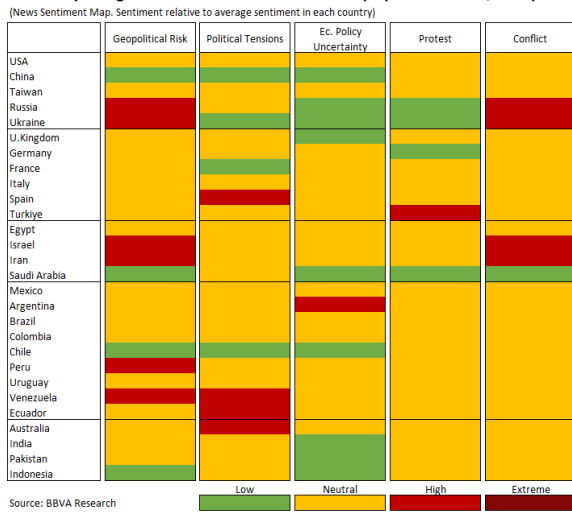 (News Sentiment Map. Sentiment relative to average sentiment in each country)
Geopolitical Risk Political Tensions Ec. Policy Uncertainty Protest Conflict
USA
China
Taiwan
Russia
Ukraine
U.Kingdom
Germany
France
Italy
Spain
Turkiye
Egypt
Israel
Iran
Saudi Arabia
Mexico
Argentina
Brazil
Colombia
Chile
Peru
Uruguay
Venezuela
Ecuador
Australia
India
Pakistan
Indonesia
Low Neutral High Extreme
Source: BBVA Research